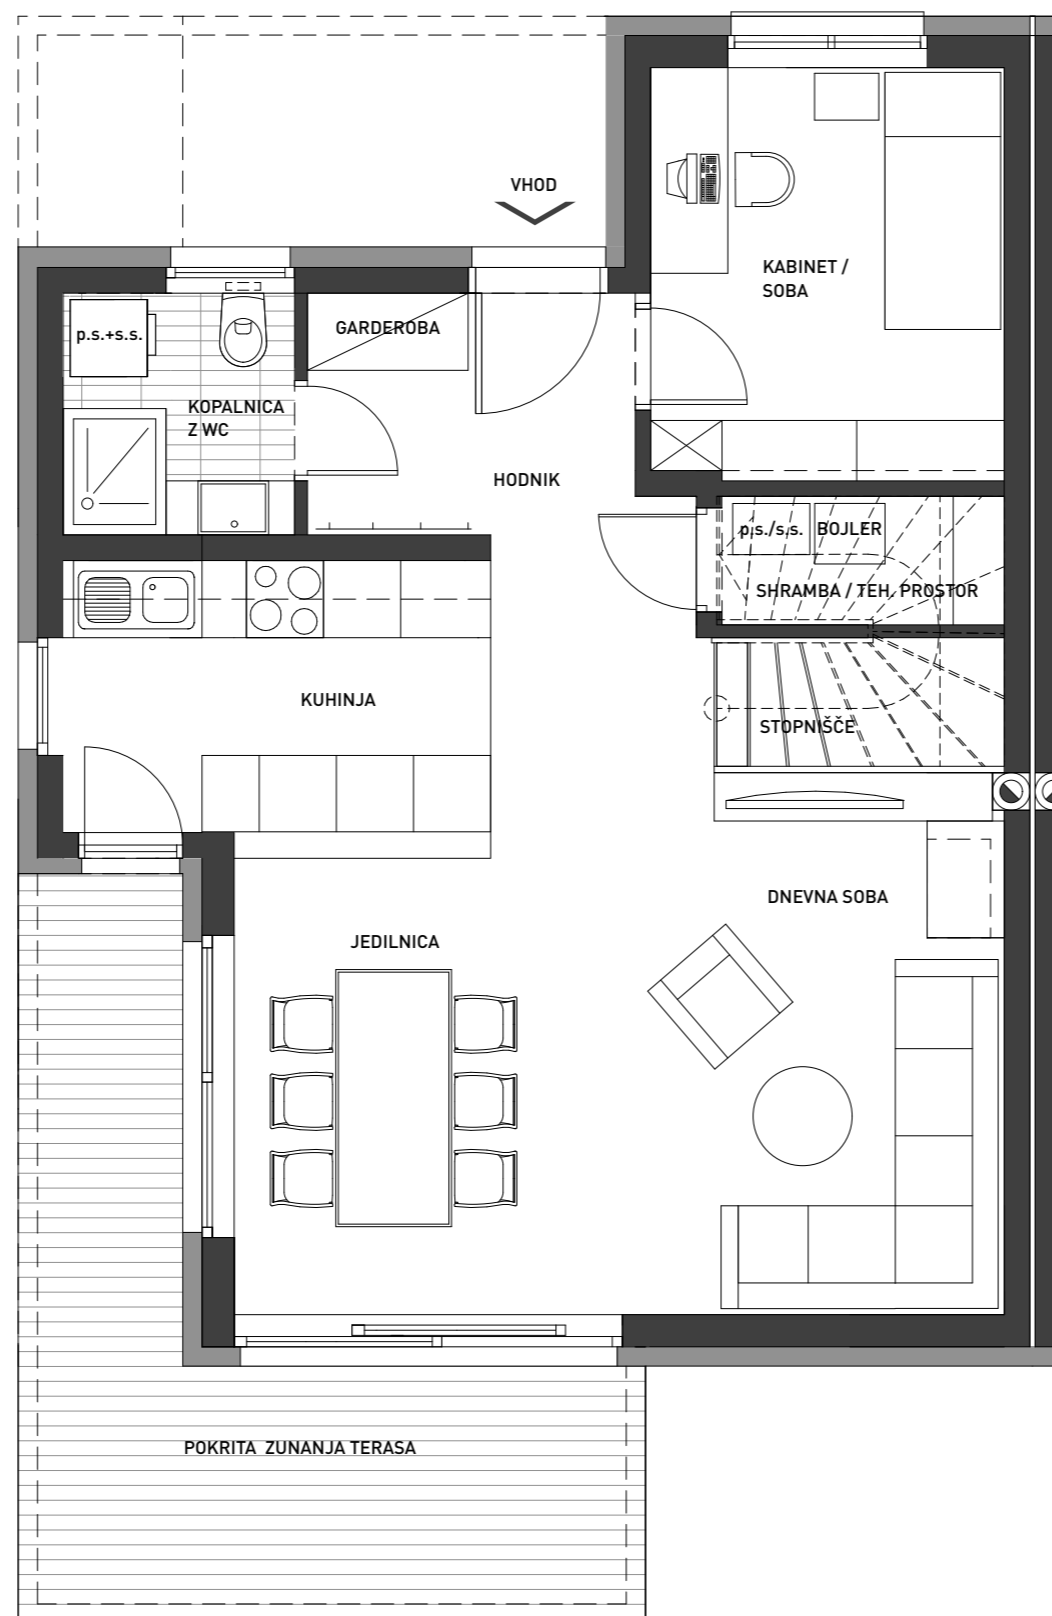 VHOD
KABINET /
SOBA
GARDEROBA
p.s.+s.s.
KOPALNICA
Z WC
HODNIK
p.s./s.s.
BOJLER
SHRAMBA / TEH. PROSTOR
KUHINJA
STOPNIŠČE
DNEVNA SOBA
JEDILNICA
POKRITA ZUNANJA TERASA